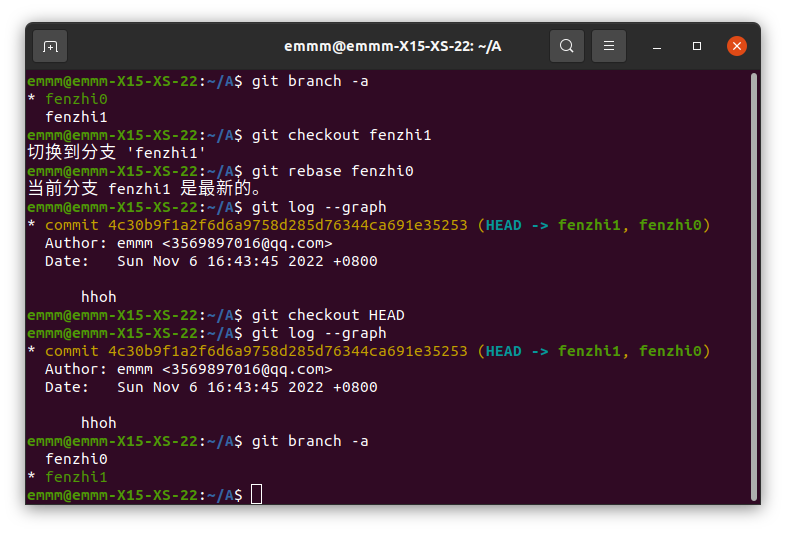 emmm@emmm-X15-XS-22: ~/A
emmm@emmm-X15-XS-22:~/A$ git branch -a
* fenzhi0
  fenzhi1
emmm@emmm-X15-XS-22:~/A$ git checkout fenzhi1
切换到分支 'fenzhi1'
emmm@emmm-X15-XS-22:~/A$ git rebase fenzhi0
当前分支 fenzhi1 是最新的。
emmm@emmm-X15-XS-22:~/A$ git log --graph
* commit 4c30b9f1a2f6d6a9758d285d76344ca691e35253 (HEAD -> fenzhi1, fenzhi0)
  Author: emmm <3569897016@qq.com>
  Date:   Sun Nov 6 16:43:45 2022 +0800
      hhoh
emmm@emmm-X15-XS-22:~/A$ git checkout HEAD
emmm@emmm-X15-XS-22:~/A$ git log --graph
* commit 4c30b9f1a2f6d6a9758d285d76344ca691e35253 (HEAD -> fenzhi1, fenzhi0)
  Author: emmm <3569897016@qq.com>
  Date:   Sun Nov 6 16:43:45 2022 +0800
      hhoh
emmm@emmm-X15-XS-22:~/A$ git branch -a
  fenzhi0
* fenzhi1
emmm@emmm-X15-XS-22:~/A$